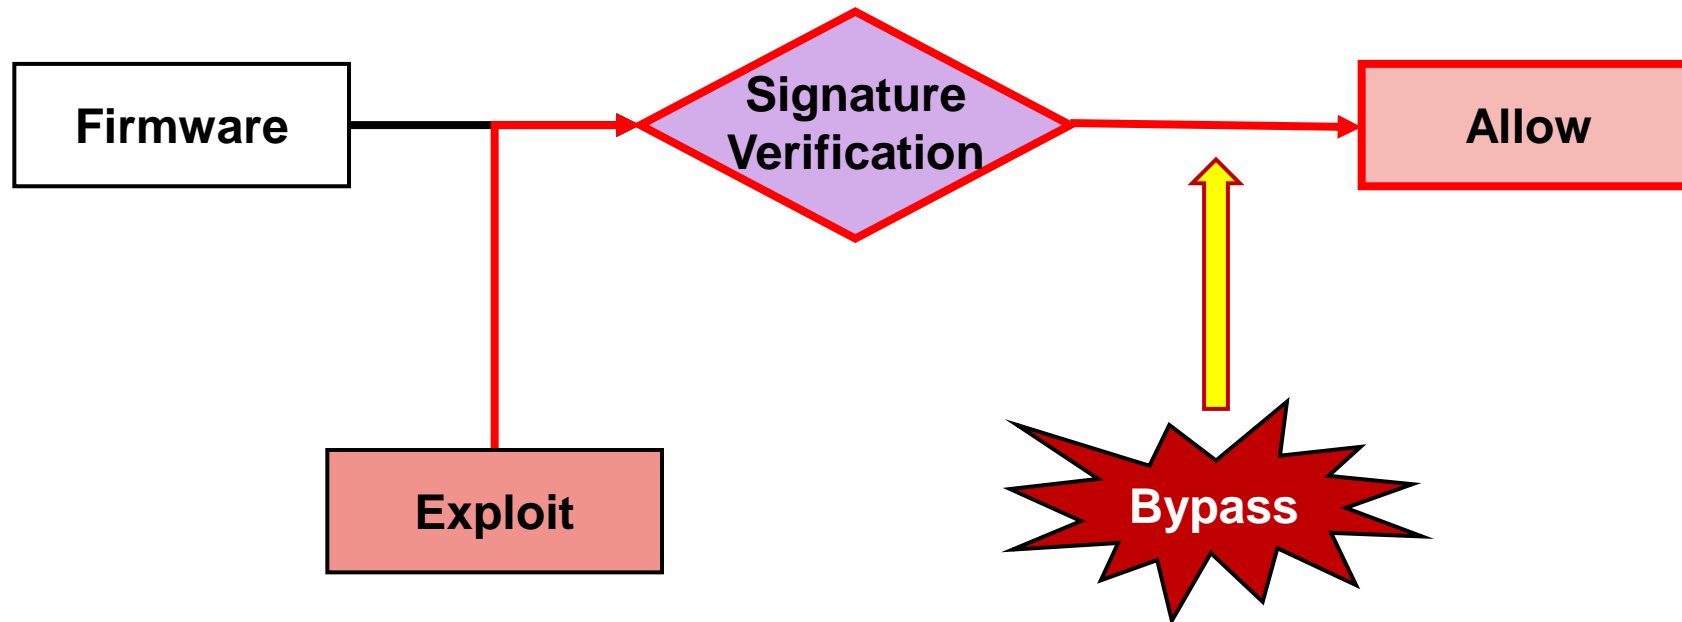 Firmware
Signature
Verification
Allow
Exploit
Bypass